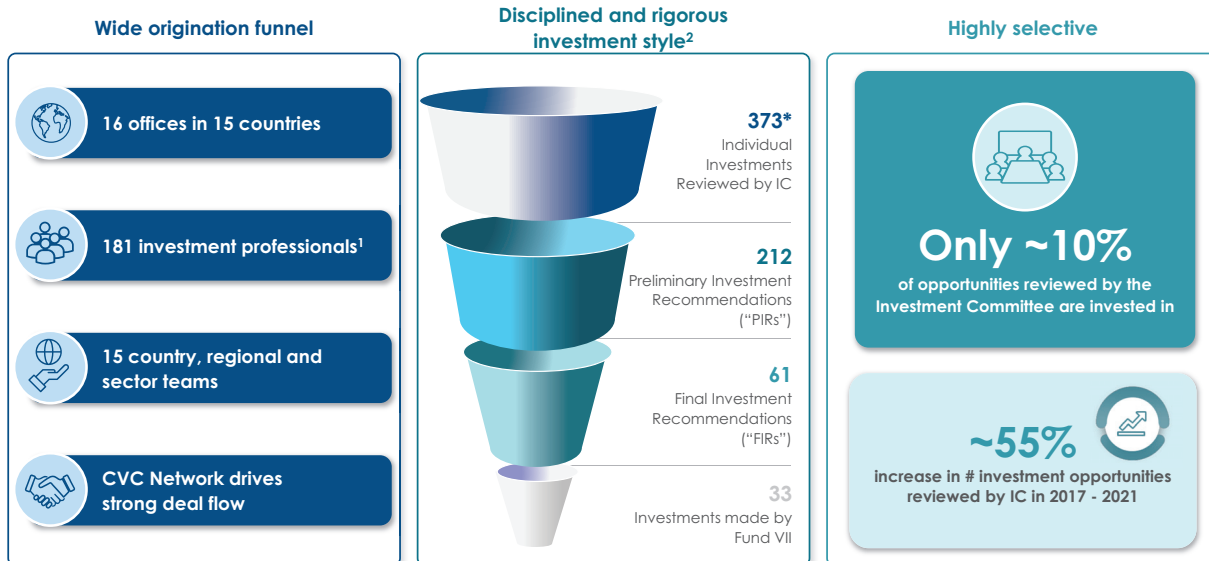 Wide origination funnel
16 offices in 15 countries
181 investment professionals¹
15 country, regional and
sector teams
CVC Network drives
strong deal flow
Disciplined and rigorous
investment style²
373*
Individual
Investments
Reviewed by IC
212
Preliminary Investment
Recommendations
(“PIRs”)
61
Final Investment
Recommendations
(“FIRs”)
33
Investments made by
Fund VII
Highly selective
Only ~10%
of opportunities reviewed by the
Investment Committee are invested in
~55%
increase in # investment opportunities
reviewed by IC in 2017 - 2021